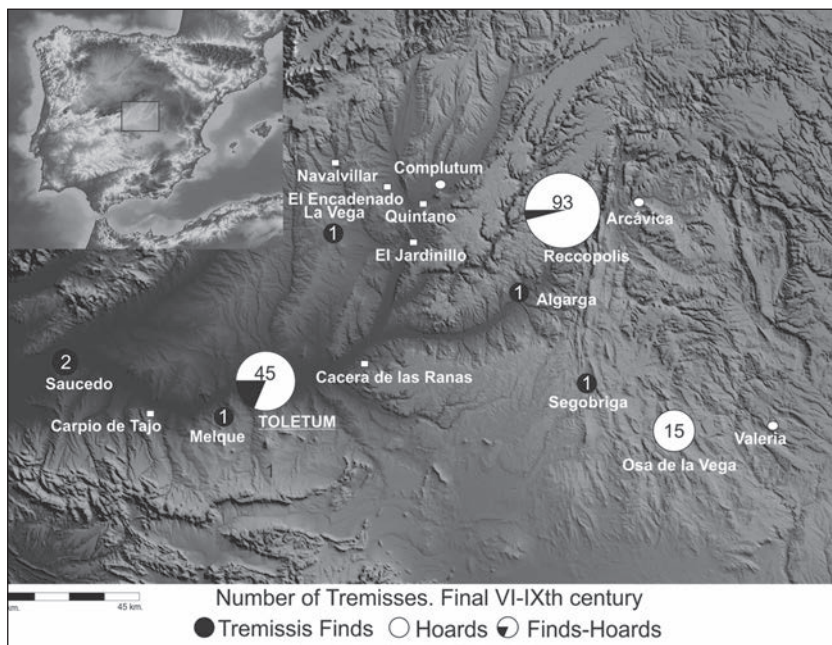 Navalvillar
Complutum
El Encadenado
La Vega
Quintano
1
El Jardinillo
93
Arcávica
Reccopolis
1
Algarga
2
Saucedo
45
Cacera de las Ranas
1
Segobriga
Carpio de Tajo
1
Melque
TOLETUM
15
Valeria
Osa de la Vega
45 km.
Number of Tremisses. Final VI-IXth century
Tremissis Finds Hoards Finds-Hoards